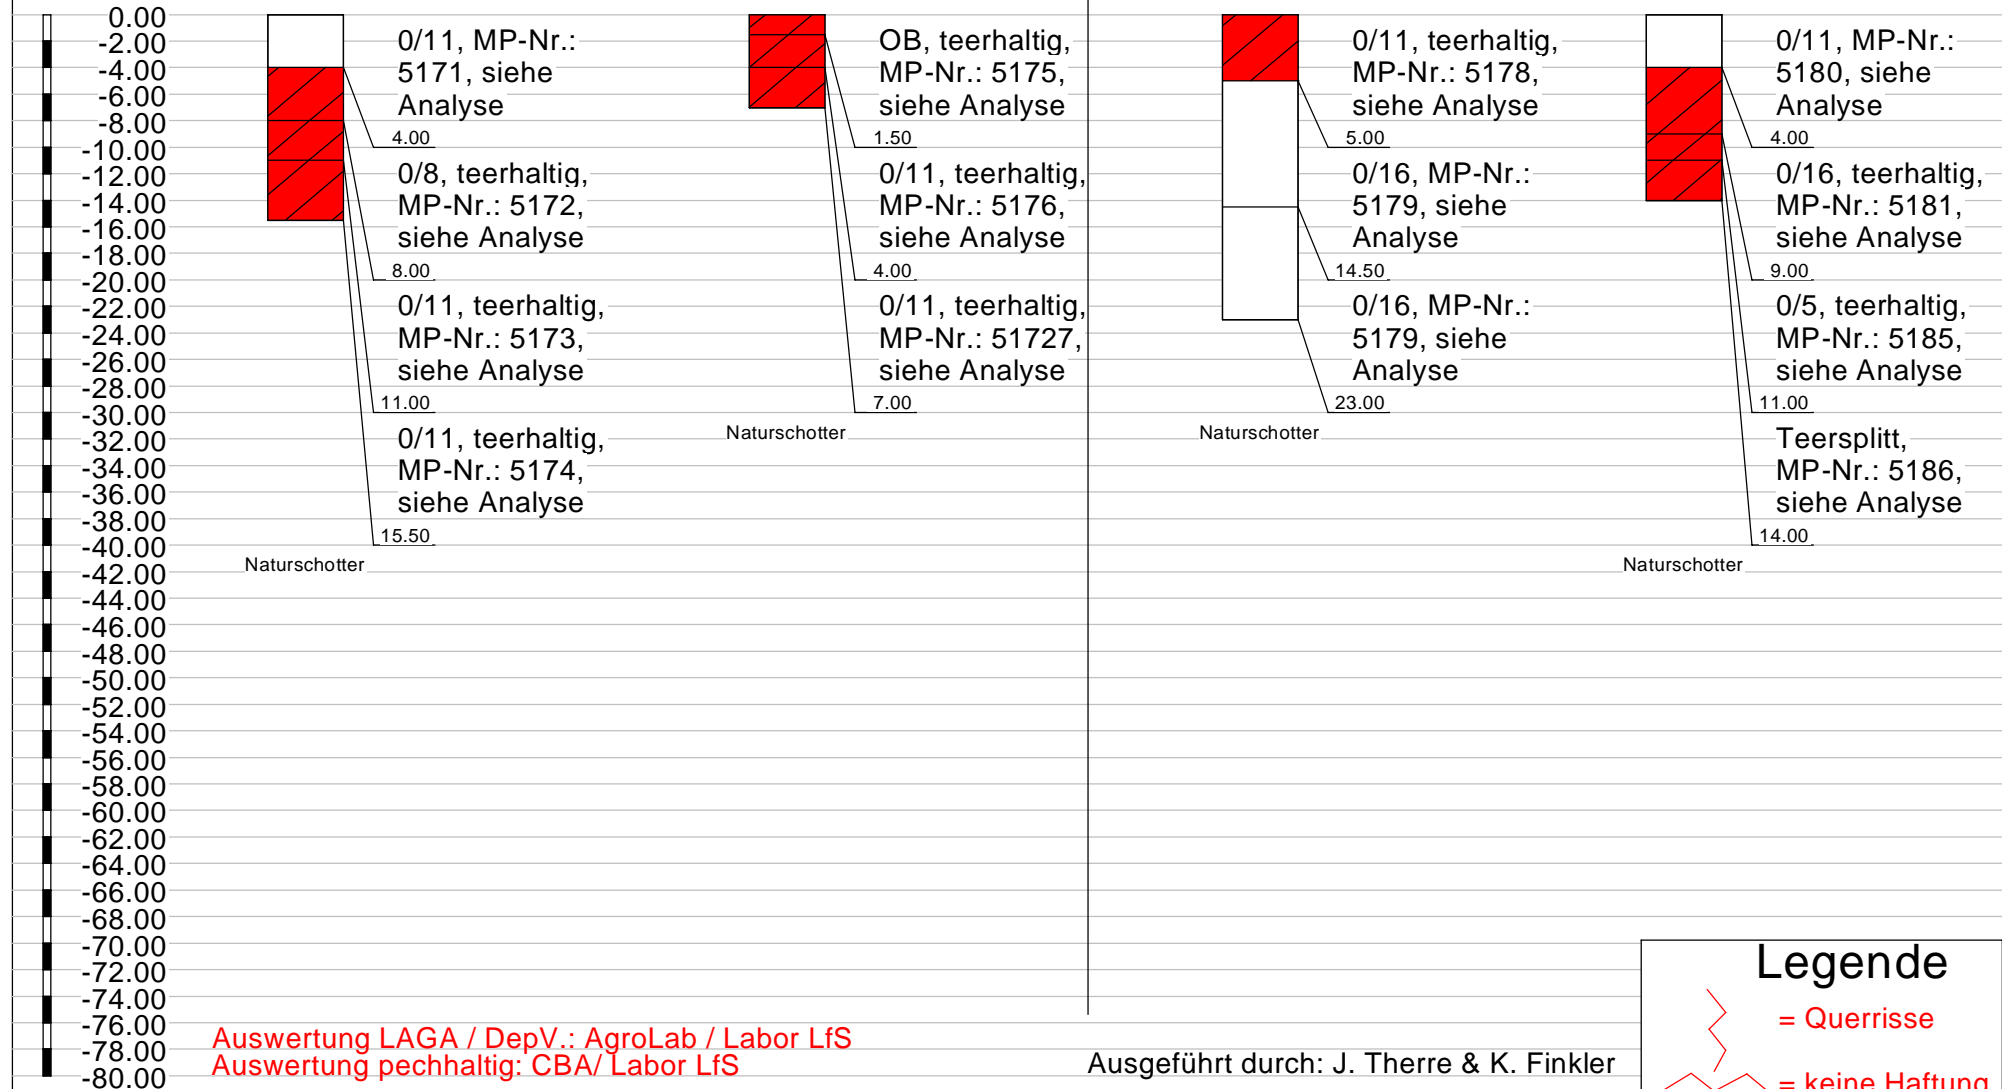 0.00
-2.00
-4.00
-6.00
-8.00
-10.00
-12.00
-14.00
-16.00
-18.00
-20.00
-22.00
-24.00
-26.00
-28.00
-30.00
-32.00
-34.00
-36.00
-38.00
-40.00
-42.00
-44.00
-46.00
-48.00
-50.00
-52.00
-54.00
-56.00
-58.00
-60.00
-62.00
-64.00
-66.00
-68.00
-70.00
-72.00
-74.00
-76.00
-78.00
-80.00
0/11, MP-Nr.:
5171, siehe
Analyse
4.00
0/8, teerhaltig,
MP-Nr.: 5172,
siehe Analyse
8.00
0/11, teerhaltig,
MP-Nr.: 5173,
siehe Analyse
11.00
0/11, teerhaltig,
MP-Nr.: 5174,
siehe Analyse
15.50
Naturschotter
OB, teerhaltig,
MP-Nr.: 5175,
siehe Analyse
1.50
0/11, teerhaltig,
MP-Nr.: 5176,
siehe Analyse
4.00
0/11, teerhaltig,
MP-Nr.: 51727,
siehe Analyse
7.00
Naturschotter
0/11, teerhaltig,
MP-Nr.: 5178,
siehe Analyse
5.00
0/16, MP-Nr.:
5179, siehe
Analyse
14.50
0/16, MP-Nr.:
5179, siehe
Analyse
23.00
Naturschotter
0/11, MP-Nr.:
5180, siehe
Analyse
4.00
0/16, teerhaltig,
MP-Nr.: 5181,
siehe Analyse
9.00
0/5, teerhaltig,
MP-Nr.: 5185,
siehe Analyse
11.00
Teersplitt,
MP-Nr.: 5186,
siehe Analyse
14.00
Naturschotter
Auswertung LAGA / DepV.: AgroLab / Labor LfS
Auswertung pechhaltig: CBA/ Labor LfS
Ausgeführt durch: J. Therre & K. Finkler
Legende
= Querrisse
= keine Haftung